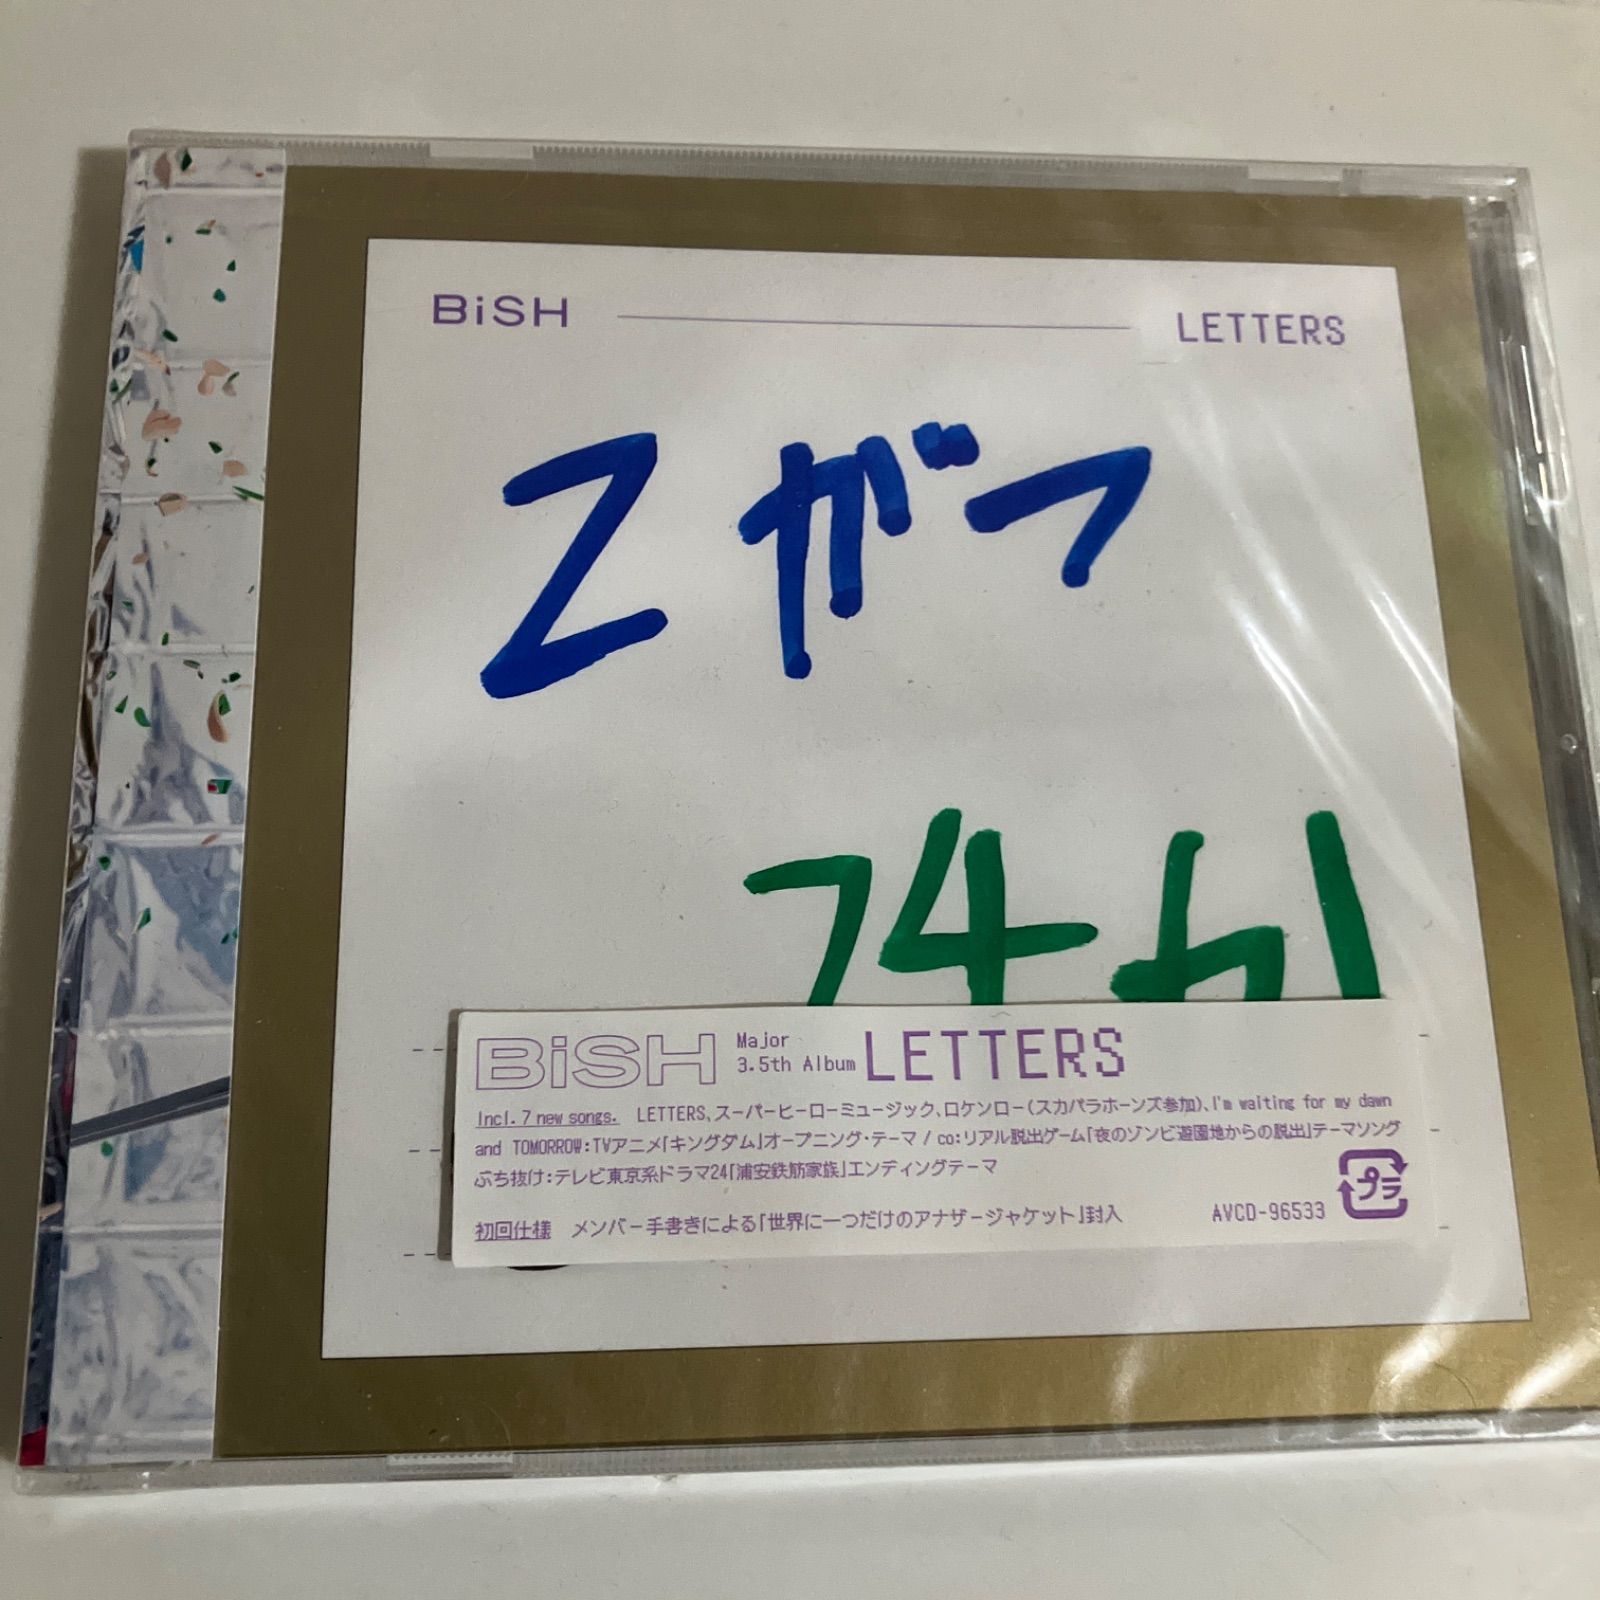 BiSH LETTERS
2がつ
24にち
BiSH Major 3.5th Album LETTERS
Incl. 7 new songs. LETTERS、スーパーヒーローミュージック、ロケンロー(スカパラホーンズ参加)、I'm waiting for my dawn
and TOMORROW:TVアニメ「キングダム」オープニング・テーマ / co:リアル脱出ゲーム「夜のゾンビ遊園地からの脱出」テーマソング
ぶち抜け:テレビ東京系ドラマ24「浦安鉄筋家族」エンディングテーマ
初回仕様 メンバー手書きによる「世界に一つだけのアナザージャケット」封入 AVCD-96533
プラ